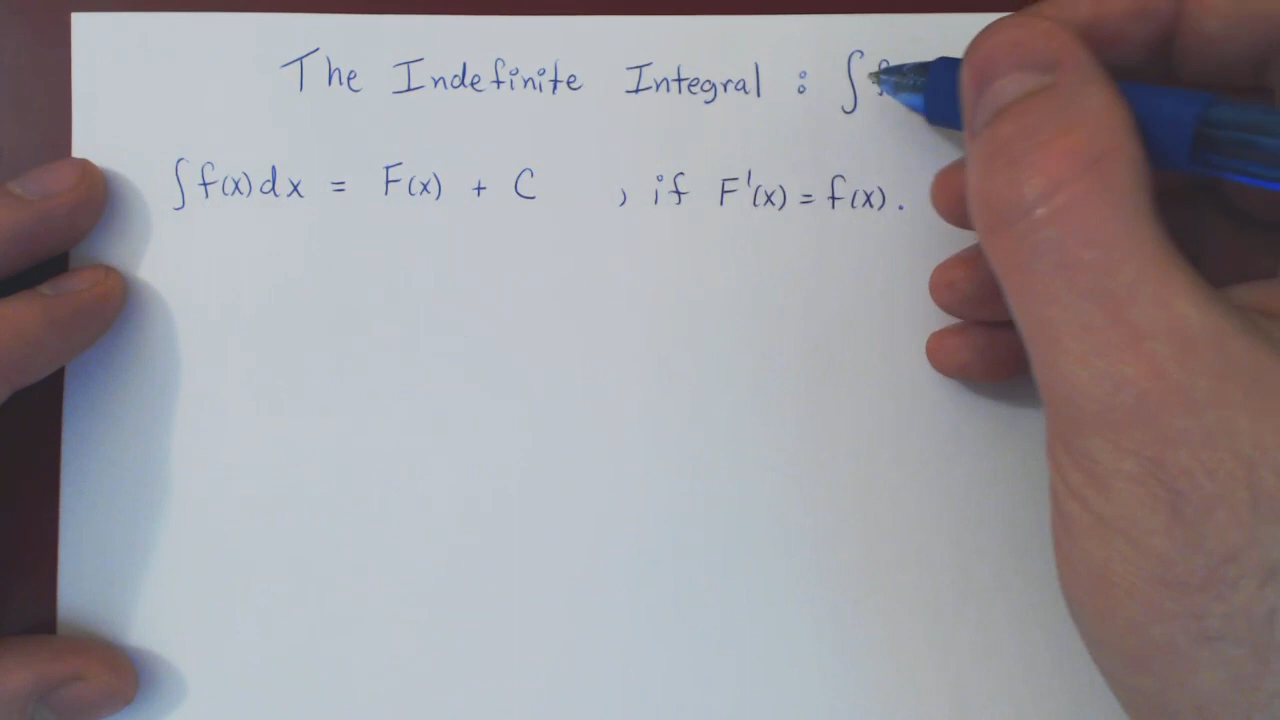 The Indefinite Integral : ∫f
∫f(x)dx = F(x) + C , if F'(x) = f(x).